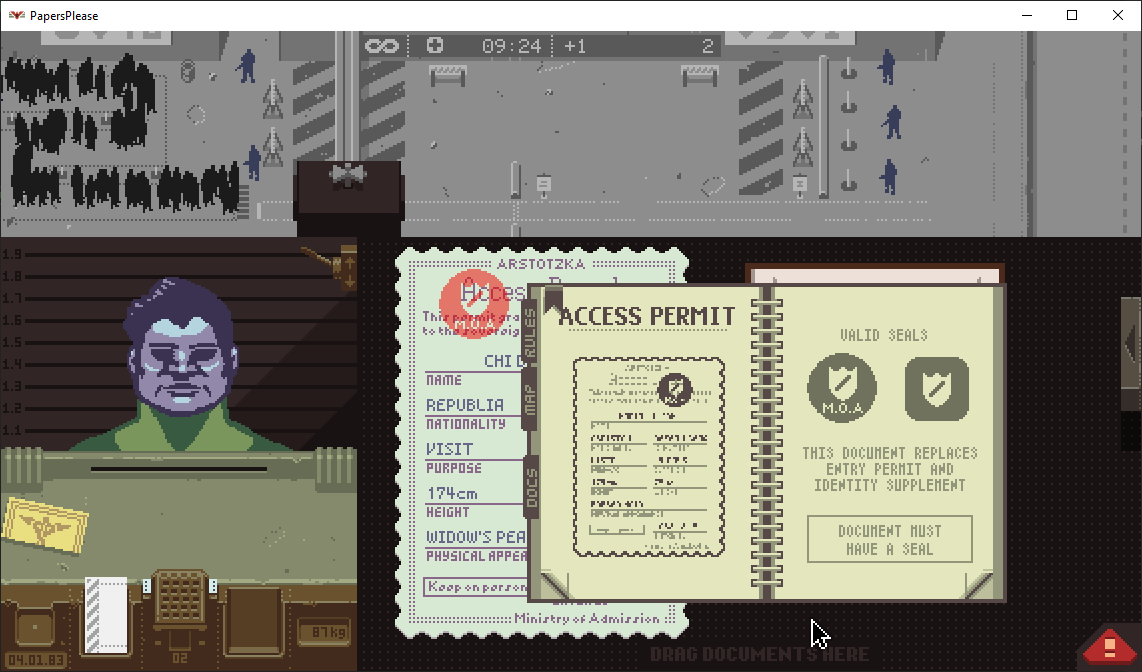 PapersPlease
09:24
+1
2
1.9
1.8
1.7
1.6
1.5
1.4
1.3
1.2
1.1
87kg
04.01.83
02
ARSTOTZKA
Acces
This permit gra
to the sovereig
M.O.A
CHI
NAME
REPUBLIA
NATIONALITY
VISIT
PURPOSE
174cm
HEIGHT
WIDOW'S PEA
PHYSICAL APPEA
Keep on person
Ministry of Admission
RULES
MAP
DOCS
ACCESS PERMIT
VALID SEALS
M.O.A
THIS DOCUMENT REPLACES
ENTRY PERMIT AND
IDENTITY SUPPLEMENT
DOCUMENT MUST
HAVE A SEAL
DRAG DOCUMENTS HERE